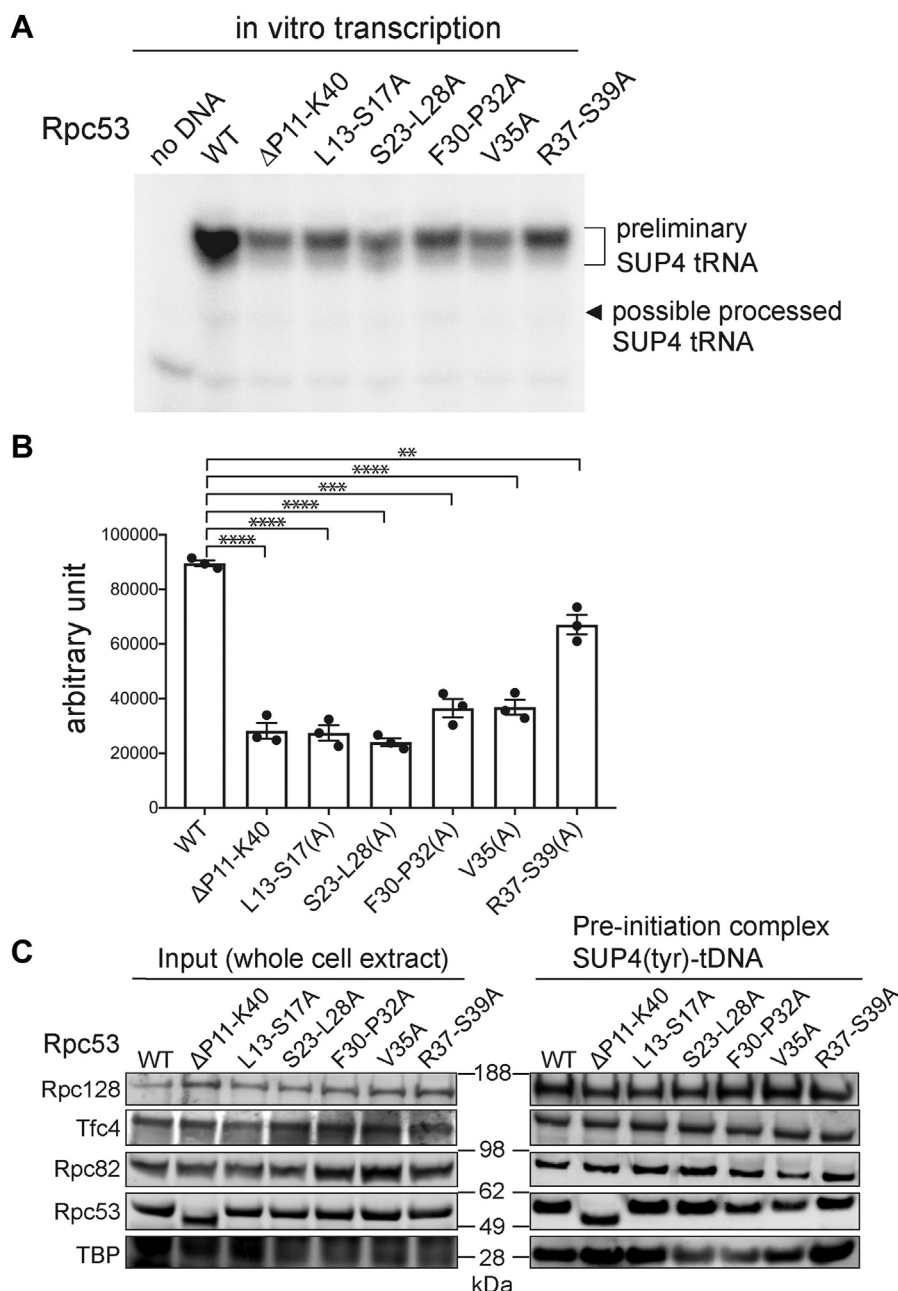 A
in vitro transcription
Rpc53
no DNA
WT
ΔP11-K40
L13-S17A
S23-L28A
F30-P32A
V35A
R37-S39A
preliminary
SUP4 tRNA
◄ possible processed
SUP4 tRNA
B
**
****
***
****
****
****
arbitrary unit
100000
80000
60000
40000
20000
0
WT
ΔP11-K40
L13-S17(A)
S23-L28(A)
F30-P32(A)
V35(A)
R37-S39(A)
C
Input (whole cell extract)
Pre-initiation complex
SUP4(tyr)-tDNA
Rpc53
WT
ΔP11-K40
L13-S17A
S23-L28A
F30-P32A
V35A
R37-S39A
WT
ΔP11-K40
L13-S17A
S23-L28A
F30-P32A
V35A
R37-S39A
Rpc128
Tfc4
Rpc82
Rpc53
TBP
188
98
62
49
28
kDa